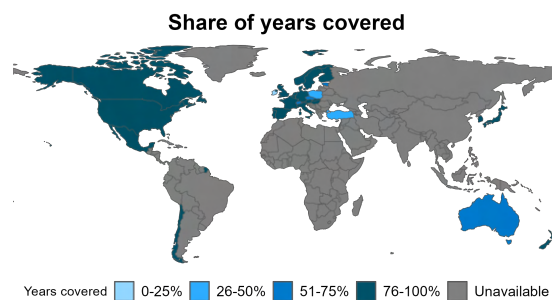 Share of years covered
Years covered 0-25% 26-50% 51-75% 76-100% Unavailable